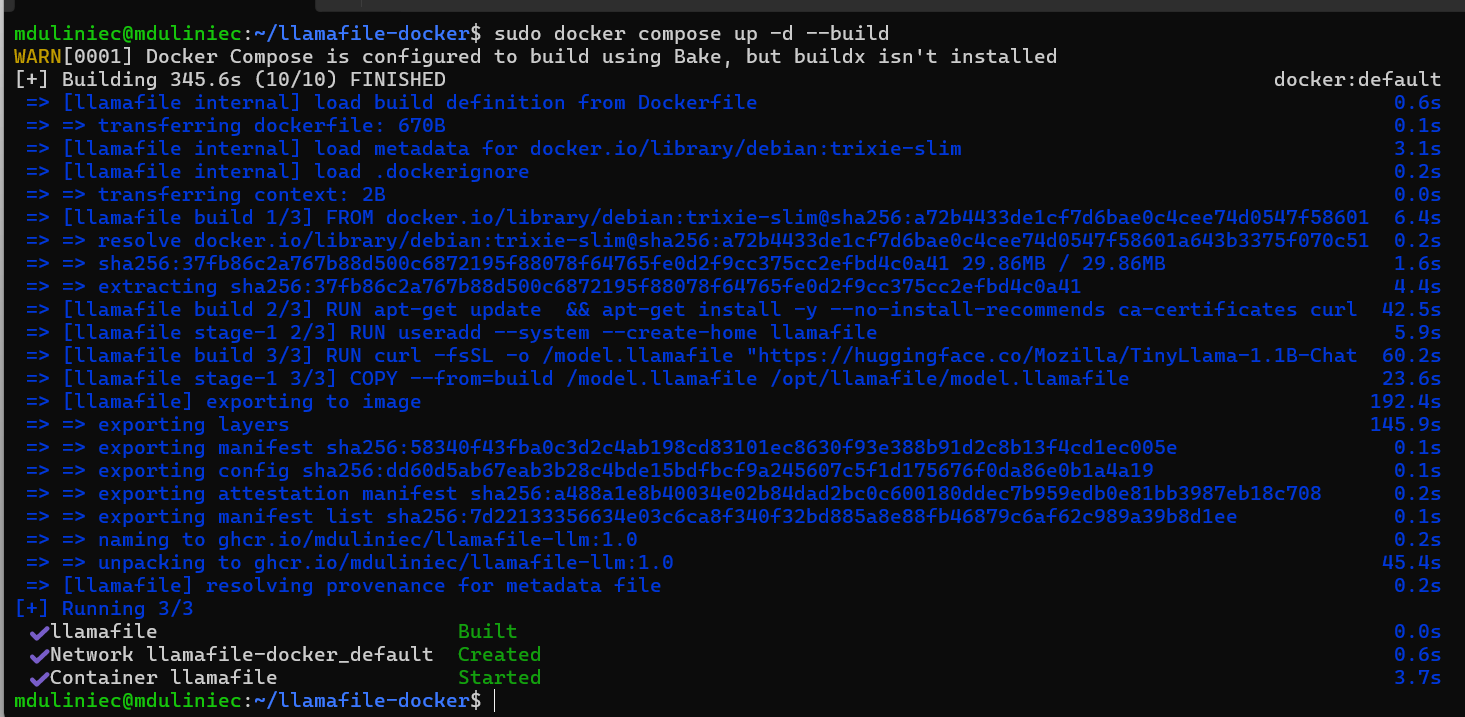 mduliniec@mduliniec:~/llamafile-docker$ sudo docker compose up -d --build
WARN[0001] Docker Compose is configured to build using Bake, but buildx isn't installed
[+] Building 345.6s (10/10) FINISHED docker:default
=> [llamafile internal] load build definition from Dockerfile 0.6s
=> => transferring dockerfile: 670B 0.1s
=> [llamafile internal] load metadata for docker.io/library/debian:trixie-slim 3.1s
=> [llamafile internal] load .dockerignore 0.2s
=> => transferring context: 2B 0.0s
=> [llamafile build 1/3] FROM docker.io/library/debian:trixie-slim@sha256:a72b4433de1cf7d6bae0c4cee74d0547f58601 6.4s
=> => resolve docker.io/library/debian:trixie-slim@sha256:a72b4433de1cf7d6bae0c4cee74d0547f58601a643b3375f070c51 0.2s
=> => sha256:37fb86c2a767b88d500c6872195f88078f64765fe0d2f9cc375cc2efbd4c0a41 29.86MB / 29.86MB 1.6s
=> => extracting sha256:37fb86c2a767b88d500c6872195f88078f64765fe0d2f9cc375cc2efbd4c0a41 4.4s
=> [llamafile build 2/3] RUN apt-get update  && apt-get install -y --no-install-recommends ca-certificates curl 42.5s
=> [llamafile stage-1 2/3] RUN useradd --system --create-home llamafile 5.9s
=> [llamafile build 3/3] RUN curl -fsSL -o /model.llamafile "https://huggingface.co/Mozilla/TinyLlama-1.1B-Chat 60.2s
=> [llamafile stage-1 3/3] COPY --from=build /model.llamafile /opt/llamafile/model.llamafile 23.6s
=> [llamafile] exporting to image 192.4s
=> => exporting layers 145.9s
=> => exporting manifest sha256:58340f43fba0c3d2c4ab198cd83101ec8630f93e388b91d2c8b13f4cd1ec005e 0.1s
=> => exporting config sha256:dd60d5ab67eab3b28c4bde15bdfbcf9a245607c5f1d175676f0da86e0b1a4a19 0.1s
=> => exporting attestation manifest sha256:a488a1e8b40034e02b84dad2bc0c600180ddec7b959edb0e81bb3987eb18c708 0.2s
=> => exporting manifest list sha256:7d22133356634e03c6ca8f340f32bd885a8e88fb46879c6af62c989a39b8d1ee 0.1s
=> => naming to ghcr.io/mduliniec/llamafile-llm:1.0 0.2s
=> => unpacking to ghcr.io/mduliniec/llamafile-llm:1.0 45.4s
=> [llamafile] resolving provenance for metadata file 0.2s
[+] Running 3/3
✔llamafile Built 0.0s
✔Network llamafile-docker_default Created 0.6s
✔Container llamafile Started 3.7s
mduliniec@mduliniec:~/llamafile-docker$